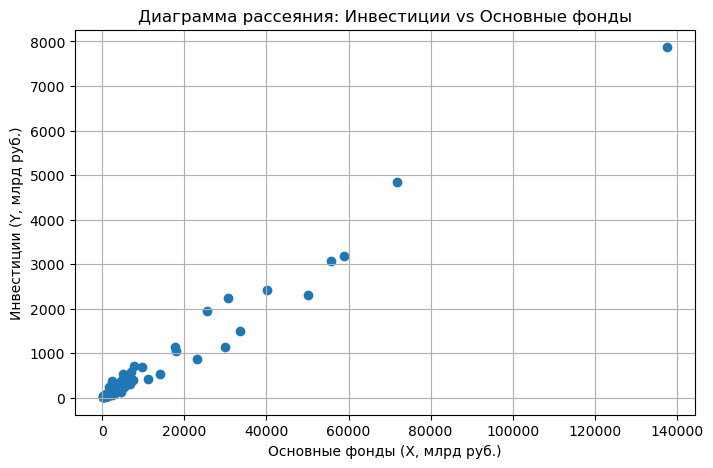 Диаграмма рассеяния: Инвестиции vs Основные фонды
Инвестиции (Y, млрд руб.)
8000
7000
6000
5000
4000
3000
2000
1000
0
0 20000 40000 60000 80000 100000 120000 140000
Основные фонды (X, млрд руб.)